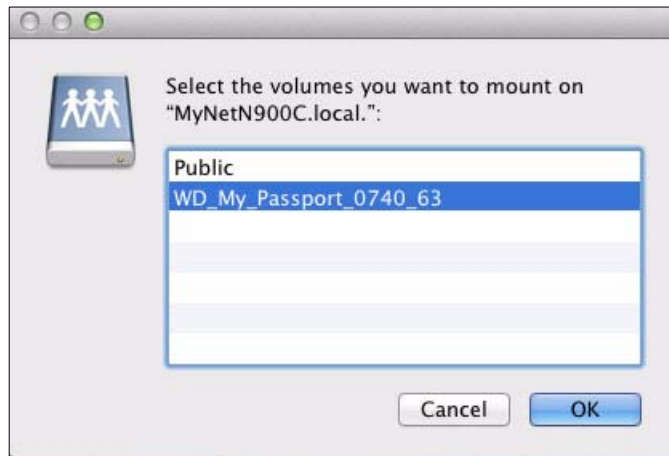 Select the volumes you want to mount on
“MyNetN900C.local.”:
Public
WD_My_Passport_0740_63
Cancel
OK